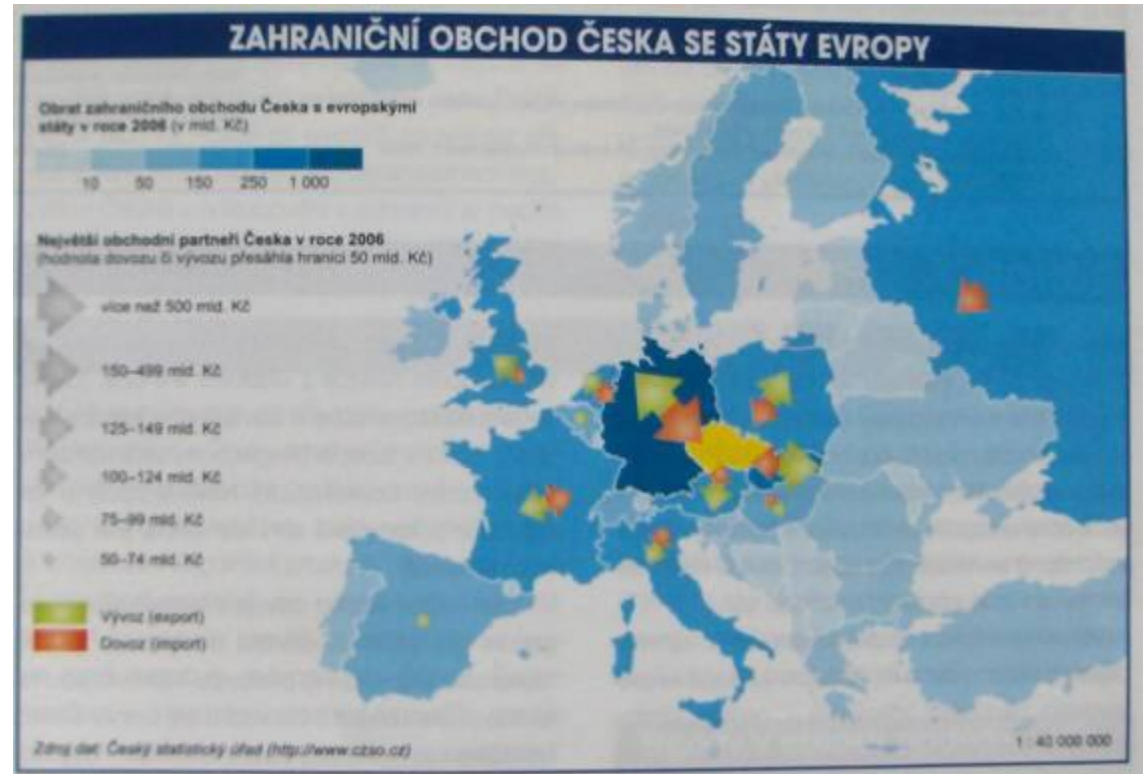 ZAHRANIČNÍ OBCHOD ČESKA SE STÁTY EVROPY
Obrat zahraničního obchodu Česka s evropskými
státy v roce 2006 (v mld. Kč)
10 50 150 250 1 000
Největší obchodní partneři Česka v roce 2006
(hodnota dovozu či vývozu přesáhla hranici 50 mld. Kč)
více než 500 mld. Kč
150–499 mld. Kč
125–149 mld. Kč
100–124 mld. Kč
75–99 mld. Kč
50–74 mld. Kč
Vývoz (export)
Dovoz (import)
Zdroj dat: Český statistický úřad (http://www.czso.cz)
1 : 40 000 000